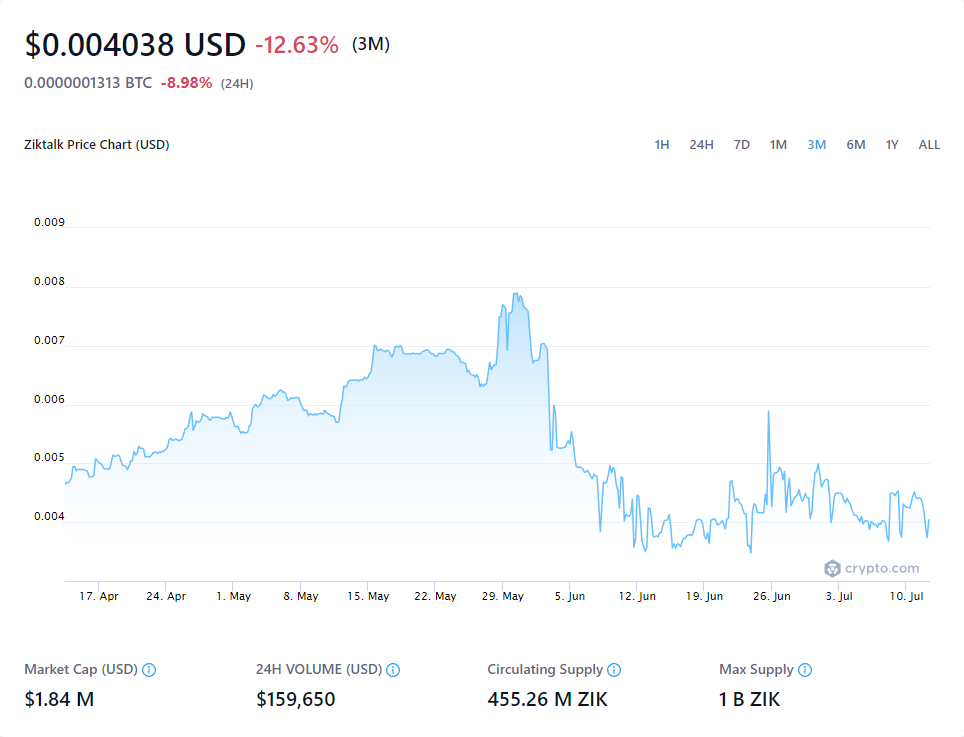 $0.004038 USD -12.63% (3M)
0.0000001313 BTC -8.98% (24H)
Ziktalk Price Chart (USD) 1H 24H 7D 1M 3M 6M 1Y ALL
0.009
0.008
0.007
0.006
0.005
0.004
crypto.com
17. Apr 24. Apr 1. May 8. May 15. May 22. May 29. May 5. Jun 12. Jun 19. Jun 26. Jun 3. Jul 10. Jul
Market Cap (USD) 24H VOLUME (USD) Circulating Supply Max Supply
$1.84 M $159,650 455.26 M ZIK 1 B ZIK